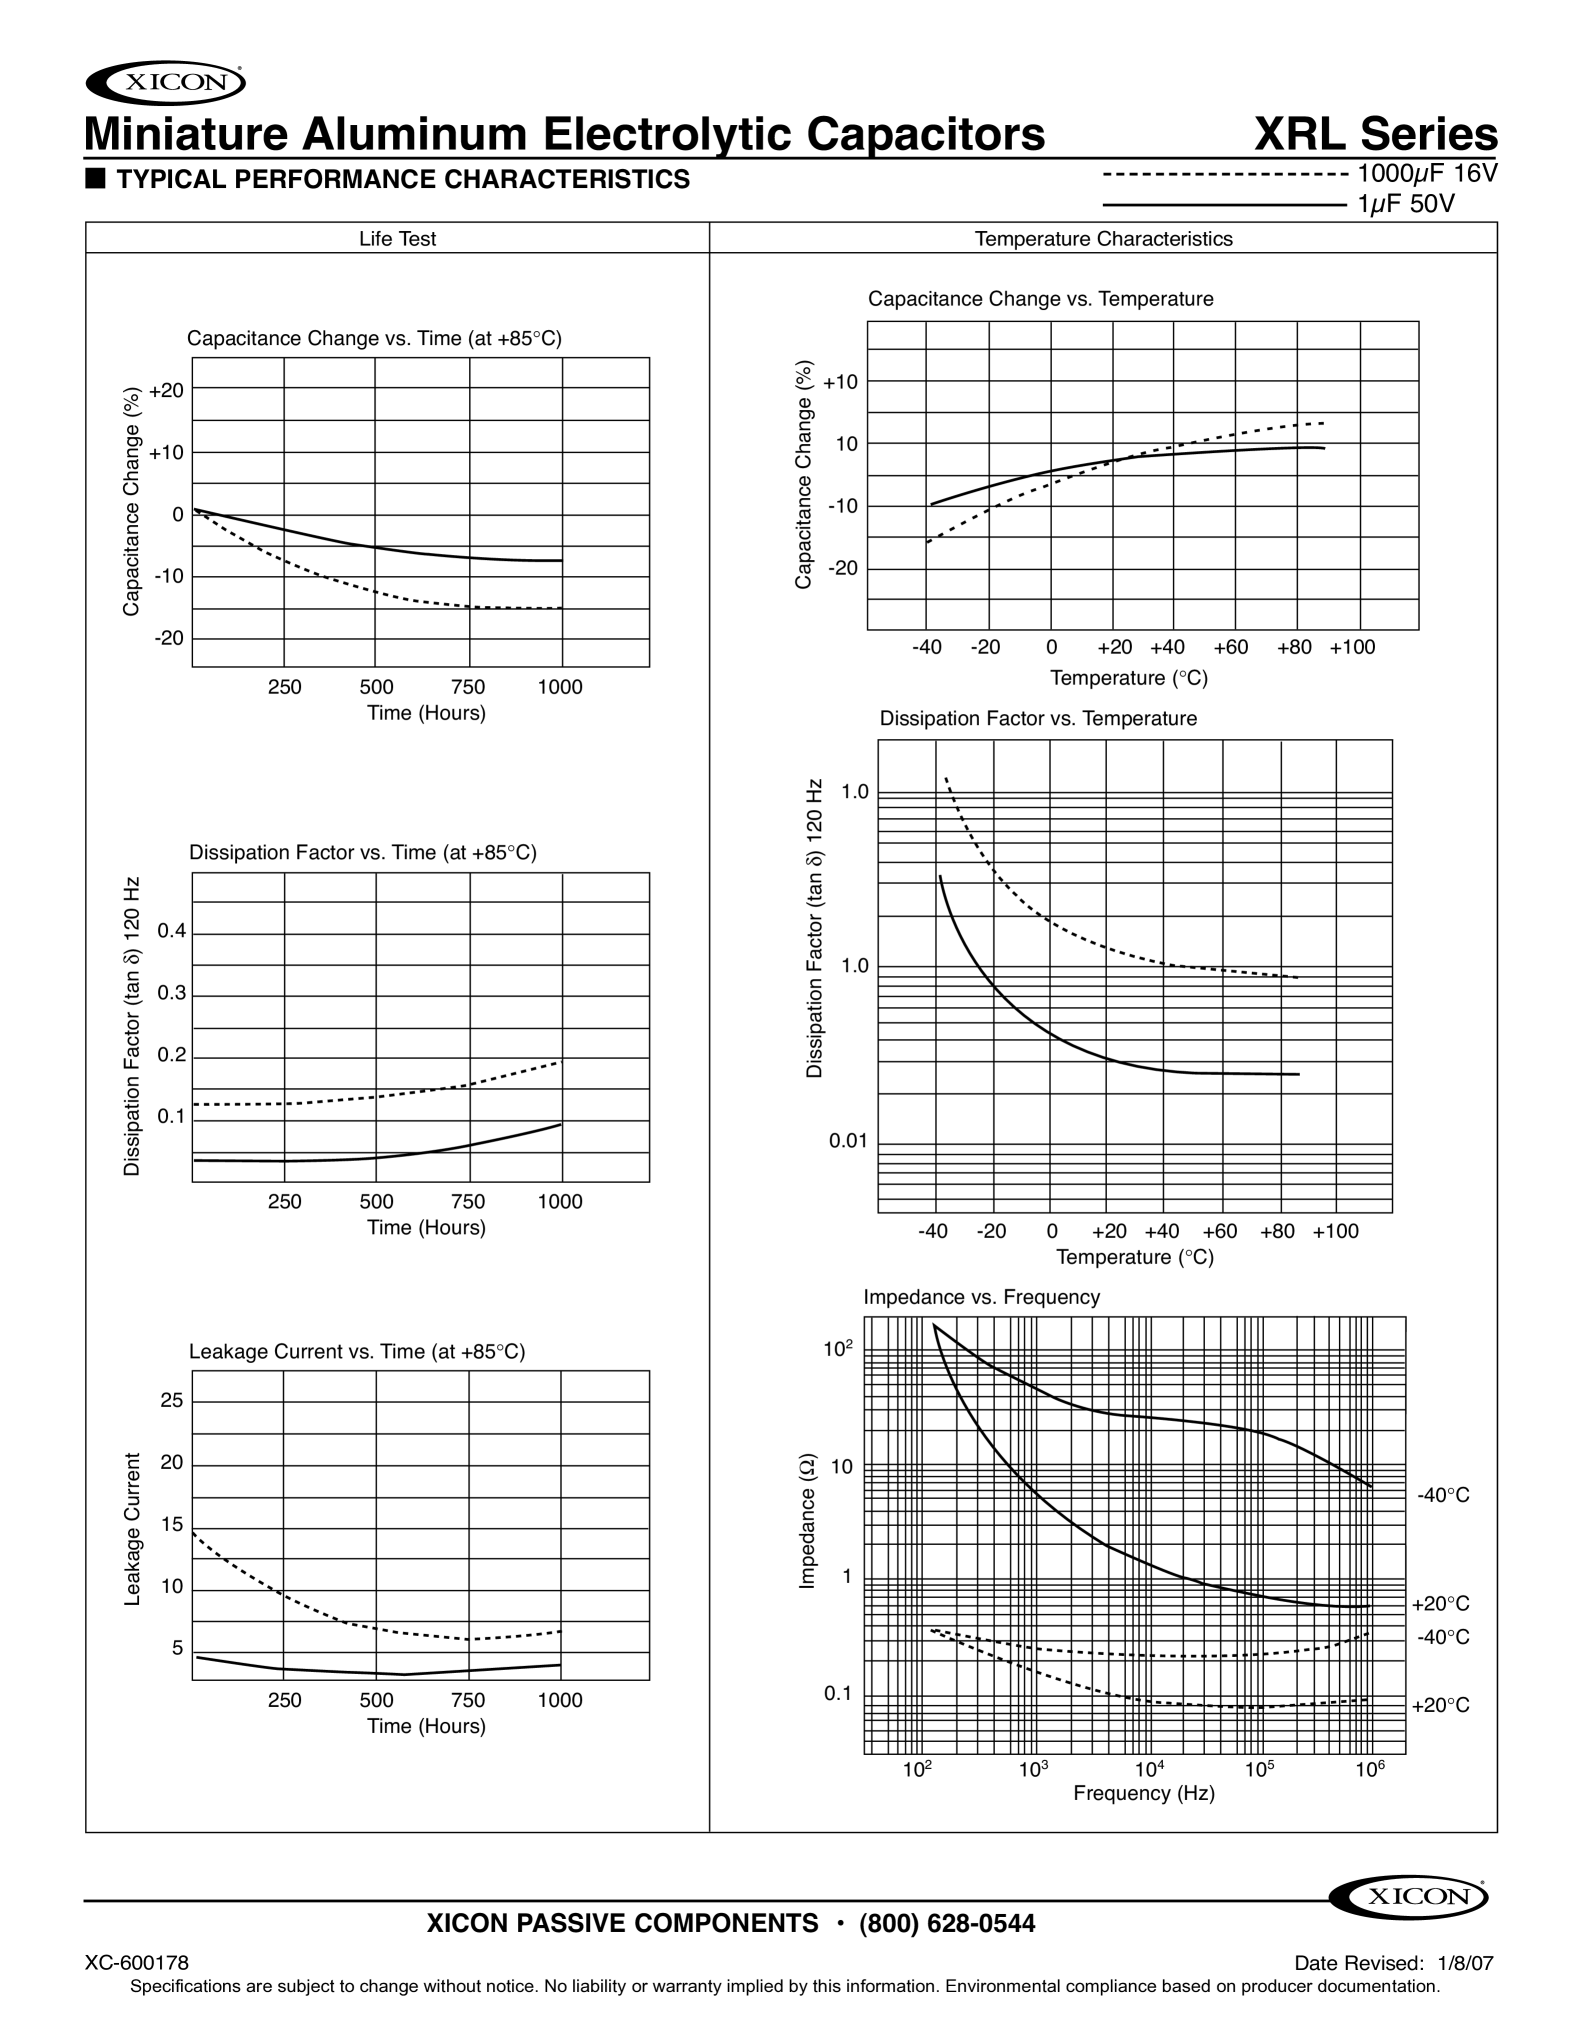 XICON
Miniature Aluminum Electrolytic Capacitors XRL Series
■ TYPICAL PERFORMANCE CHARACTERISTICS
1000µF 16V
1µF 50V
Life Test
Temperature Characteristics
Capacitance Change vs. Time (at +85°C)
Capacitance Change (%)
+20
+10
0
-10
-20
250 500 750 1000
Time (Hours)
Dissipation Factor vs. Time (at +85°C)
Dissipation Factor (tan δ) 120 Hz
0.4
0.3
0.2
0.1
250 500 750 1000
Time (Hours)
Leakage Current vs. Time (at +85°C)
Leakage Current
25
20
15
10
5
250 500 750 1000
Time (Hours)
Capacitance Change vs. Temperature
Capacitance Change (%)
+10
10
-10
-20
-40 -20 0 +20 +40 +60 +80 +100
Temperature (°C)
Dissipation Factor vs. Temperature
Dissipation Factor (tan δ) 120 Hz
1.0
1.0
0.01
-40 -20 0 +20 +40 +60 +80 +100
Temperature (°C)
Impedance vs. Frequency
Impedance (Ω)
10²
10
1
0.1
-40°C
+20°C
-40°C
+20°C
10² 10³ 10⁴ 10⁵ 10⁶
Frequency (Hz)
XICON
XICON PASSIVE COMPONENTS • (800) 628-0544
XC-600178
Date Revised: 1/8/07
Specifications are subject to change without notice. No liability or warranty implied by this information. Environmental compliance based on producer documentation.